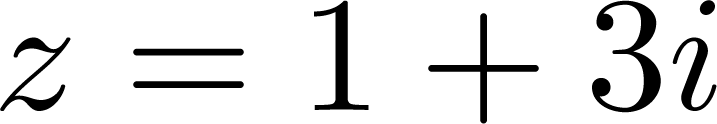 z = 1 + 3i